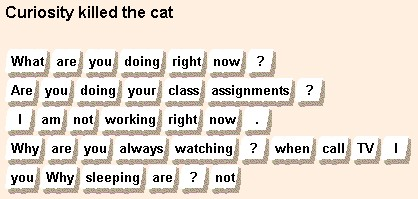 Curiosity killed the cat
What are you doing right now ?
Are you doing your class assignments ?
I am not working right now .
Why are you always watching ? when call TV I
you Why sleeping are ? not